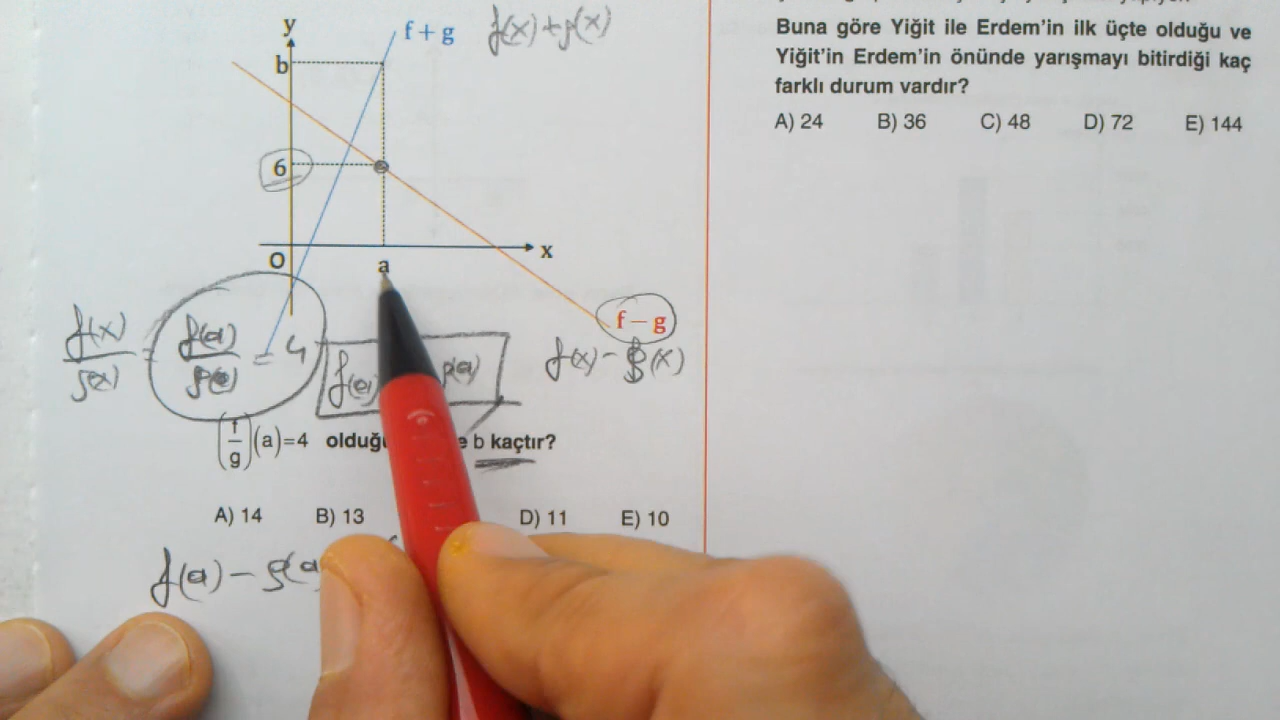 y
f + g
f(x)+g(x)
b
6
x
O
a
f − g
f(x) − g(x)
f(x)
g(x)
f(a)
g(a)
= 4
f(a)
g(a)
(f/g)(a)=4 b kaçtır?
A) 14 B) 13 D) 11 E) 10
f(a) − g(a
Buna göre Yiğit ile Erdem'in ilk üçte olduğu ve
Yiğit'in Erdem'in önünde yarışmayı bitirdiği kaç
farklı durum vardır?
A) 24 B) 36 C) 48 D) 72 E) 144